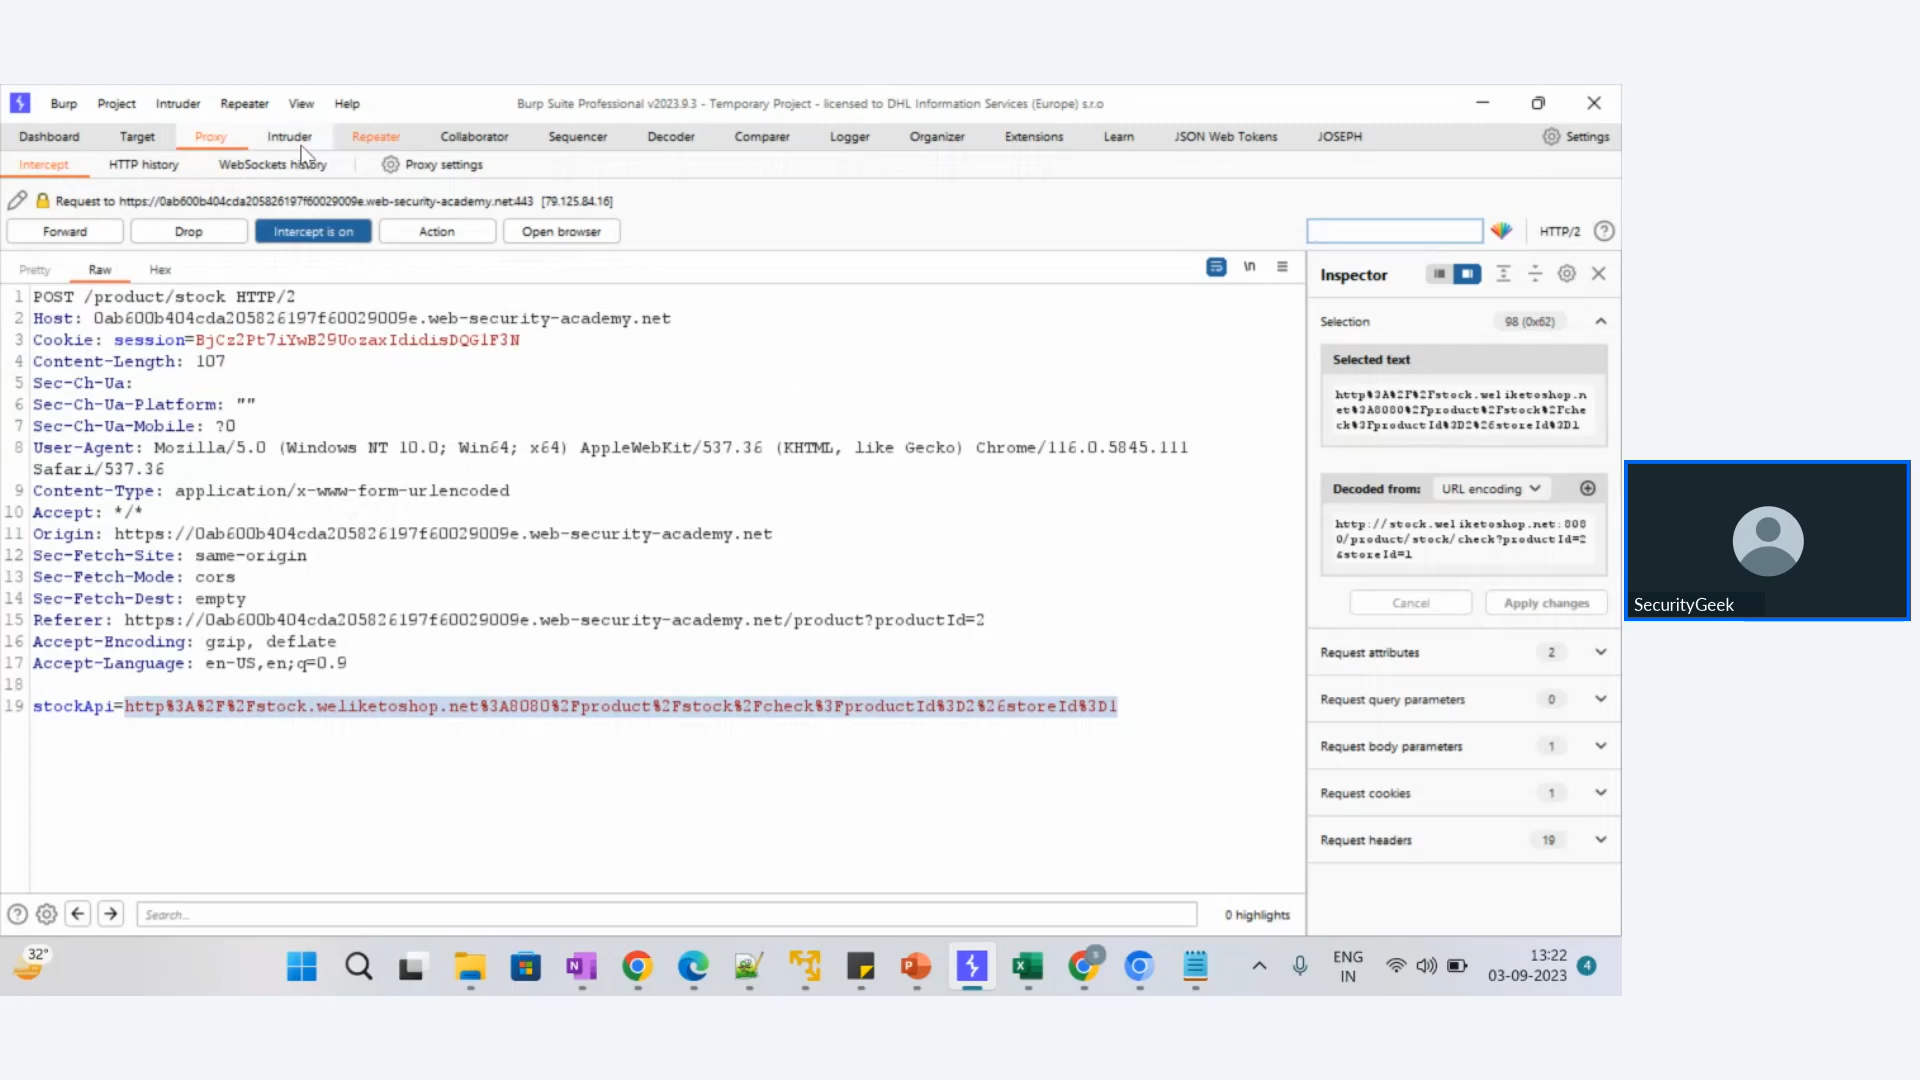 Burp Project Intruder Repeater View Help
Burp Suite Professional v2023.9.3 - Temporary Project - licensed to DHL Information Services (Europe) s.r.o
Dashboard Target Proxy Intruder Repeater Collaborator Sequencer Decoder Comparer Logger Organizer Extensions Learn JSON Web Tokens JOSEPH Settings
Intercept HTTP history WebSockets history Proxy settings
Request to https://0ab600b404cda205826197f60029009e.web-security-academy.net:443 [79.125.84.16]
Forward Drop Intercept is on Action Open browser HTTP/2
Pretty Raw Hex \n
1 POST /product/stock HTTP/2
2 Host: 0ab600b404cda205826197f60029009e.web-security-academy.net
3 Cookie: session=BjCz2Pt7iYwB29UozaxIdidisDQG1F3N
4 Content-Length: 107
5 Sec-Ch-Ua:
6 Sec-Ch-Ua-Platform: ""
7 Sec-Ch-Ua-Mobile: ?0
8 User-Agent: Mozilla/5.0 (Windows NT 10.0; Win64; x64) AppleWebKit/537.36 (KHTML, like Gecko) Chrome/116.0.5845.111
Safari/537.36
9 Content-Type: application/x-www-form-urlencoded
10 Accept: */*
11 Origin: https://0ab600b404cda205826197f60029009e.web-security-academy.net
12 Sec-Fetch-Site: same-origin
13 Sec-Fetch-Mode: cors
14 Sec-Fetch-Dest: empty
15 Referer: https://0ab600b404cda205826197f60029009e.web-security-academy.net/product?productId=2
16 Accept-Encoding: gzip, deflate
17 Accept-Language: en-US,en;q=0.9
18
19 stockApi=http%3A%2F%2Fstock.weliketoshop.net%3A8080%2Fproduct%2Fstock%2Fcheck%3FproductId%3D2%26storeId%3D1
Search...
0 highlights
Inspector
Selection 98 (0x62)
Selected text
http%3A%2F%2Fstock.weliketoshop.n
et%3A8080%2Fproduct%2Fstock%2Fche
ck%3FproductId%3D2%26storeId%3D1
Decoded from: URL encoding
http://stock.weliketoshop.net:808
0/product/stock/check?productId=2
&storeId=1
Cancel Apply changes
Request attributes 2
Request query parameters 0
Request body parameters 1
Request cookies 1
Request headers 19
SecurityGeek
32°
ENG
IN
13:22
03-09-2023
4